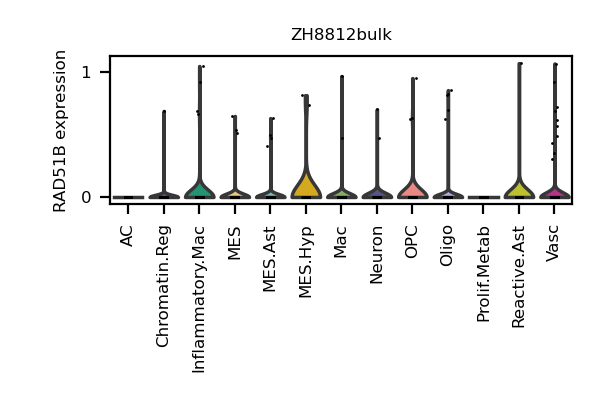 ZH8812bulk
RAD51B expression
1
0
AC
Chromatin.Reg
Inflammatory.Mac
MES
MES.Ast
MES.Hyp
Mac
Neuron
OPC
Oligo
Prolif.Metab
Reactive.Ast
Vasc